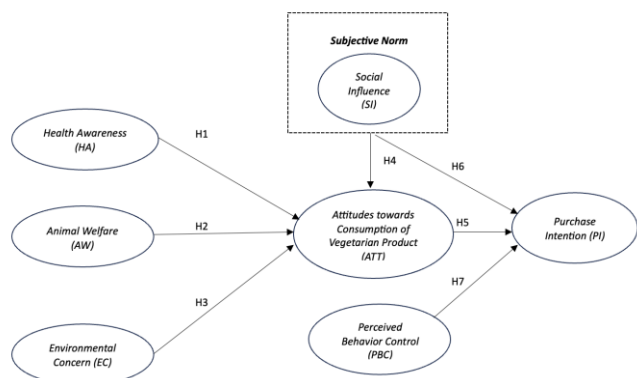 Subjective Norm
Social
Influence
(SI)
Health Awareness
(HA)
H1
H4
H6
Animal Welfare
(AW)
H2
Attitudes towards
Consumption of
Vegetarian Product
(ATT)
H5
Purchase
Intention (PI)
H3
H7
Environmental
Concern (EC)
Perceived
Behavior Control
(PBC)